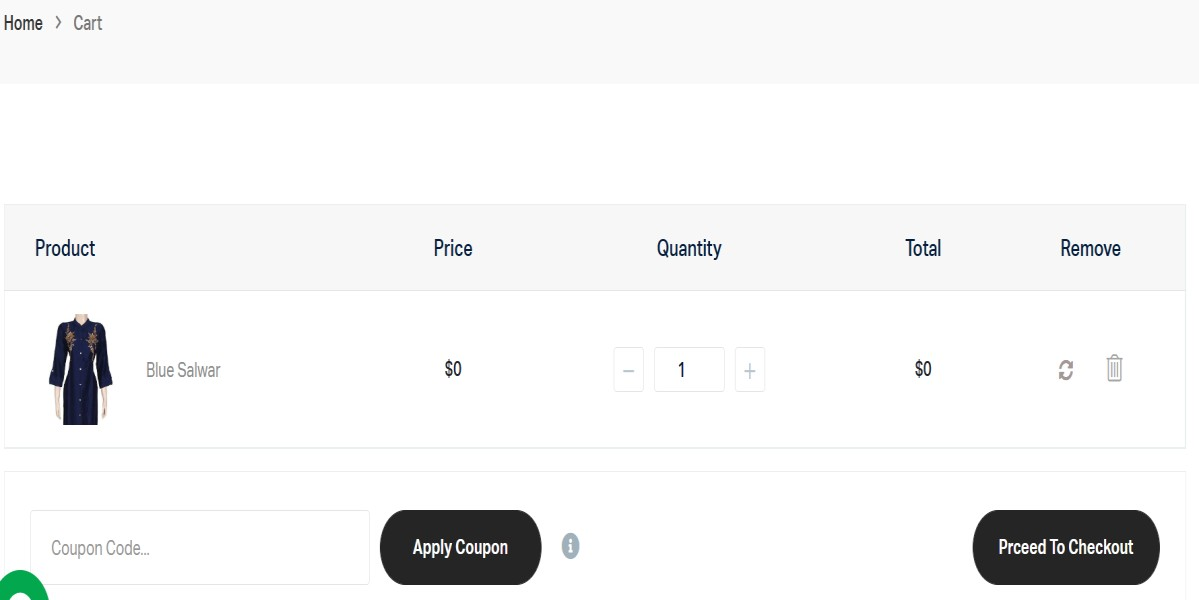 Home > Cart
Product Price Quantity Total Remove
Blue Salwar $0 − 1 + $0
Coupon Code... Apply Coupon i Prceed To Checkout